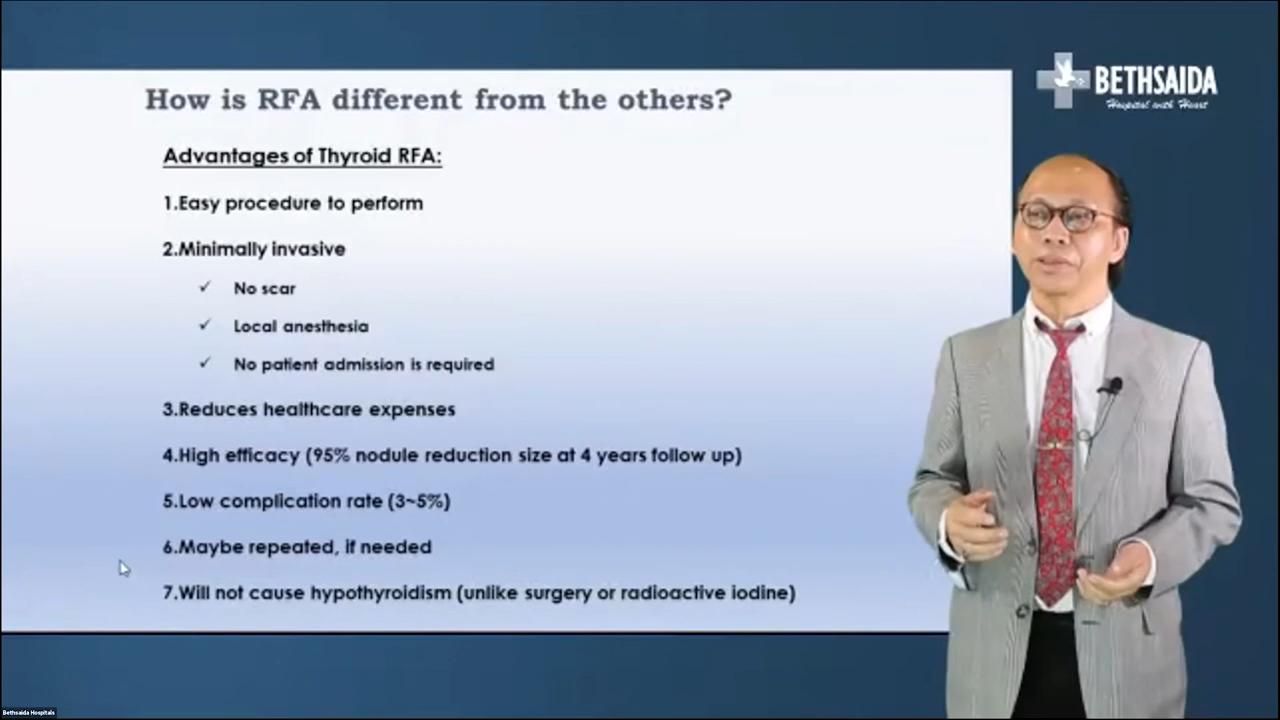 How is RFA different from the others?
BETHSAIDA
Hospital with Heart
Advantages of Thyroid RFA:
1.Easy procedure to perform
2.Minimally invasive
✓ No scar
✓ Local anesthesia
✓ No patient admission is required
3.Reduces healthcare expenses
4.High efficacy (95% nodule reduction size at 4 years follow up)
5.Low complication rate (3~5%)
6.Maybe repeated, if needed
7.Will not cause hypothyroidism (unlike surgery or radioactive iodine)
Bethsaida Hospitals